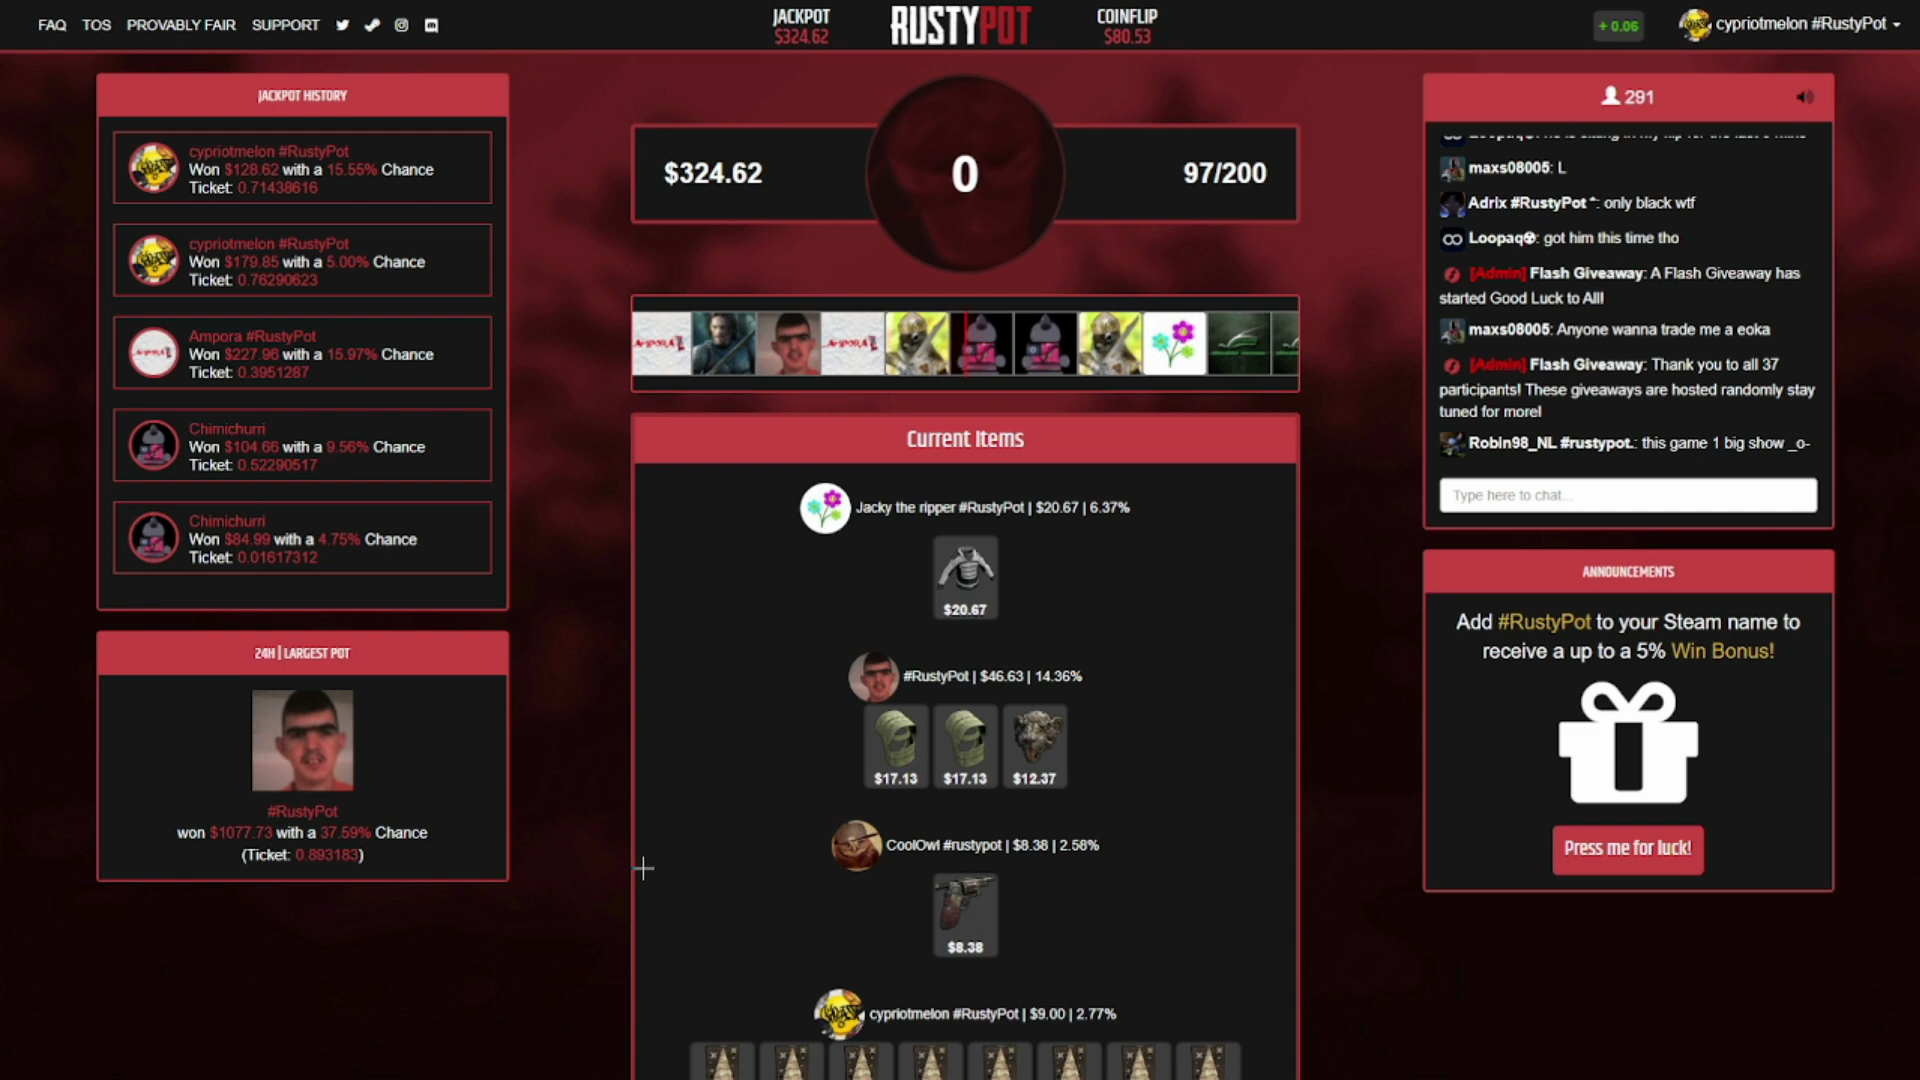 FAQ TOS PROVABLY FAIR SUPPORT
JACKPOT
$324.62
RUSTYPOT
COINFLIP
$80.53
+ 0.06
cypriotmelon #RustyPot
JACKPOT HISTORY
cypriotmelon #RustyPot
Won $128.62 with a 15.55% Chance
Ticket: 0.71438616
cypriotmelon #RustyPot
Won $179.85 with a 5.00% Chance
Ticket: 0.76290623
Ampora #RustyPot
Won $227.96 with a 15.97% Chance
Ticket: 0.3951287
Chimichurri
Won $104.66 with a 9.56% Chance
Ticket: 0.52290517
Chimichurri
Won $84.99 with a 4.75% Chance
Ticket: 0.01617312
24H | LARGEST POT
#RustyPot
won $1077.73 with a 37.59% Chance
(Ticket: 0.893183)
$324.62
0
97/200
Current Items
Jacky the ripper #RustyPot | $20.67 | 6.37%
$20.67
#RustyPot | $46.63 | 14.36%
$17.13 $17.13 $12.37
CoolOwl #rustypot | $8.38 | 2.58%
$8.38
cypriotmelon #RustyPot | $9.00 | 2.77%
291
maxs08005: L
Adrix #RustyPot ᵔ: only black wtf
Loopaq☢: got him this time tho
[Admin] Flash Giveaway: A Flash Giveaway has
started Good Luck to All!
maxs08005: Anyone wanna trade me a eoka
[Admin] Flash Giveaway: Thank you to all 37
participants! These giveaways are hosted randomly stay
tuned for more!
Robin98_NL #rustypot.: this game 1 big show _o-
Type here to chat...
ANNOUNCEMENTS
Add #RustyPot to your Steam name to
receive a up to a 5% Win Bonus!
Press me for luck!